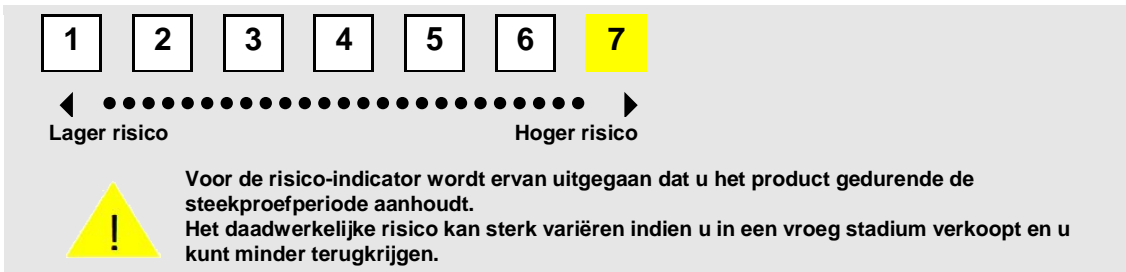 1 2 3 4 5 6 7
Lager risico Hoger risico
Voor de risico-indicator wordt ervan uitgegaan dat u het product gedurende de
steekproefperiode aanhoudt.
Het daadwerkelijke risico kan sterk variëren indien u in een vroeg stadium verkoopt en u
kunt minder terugkrijgen.
!